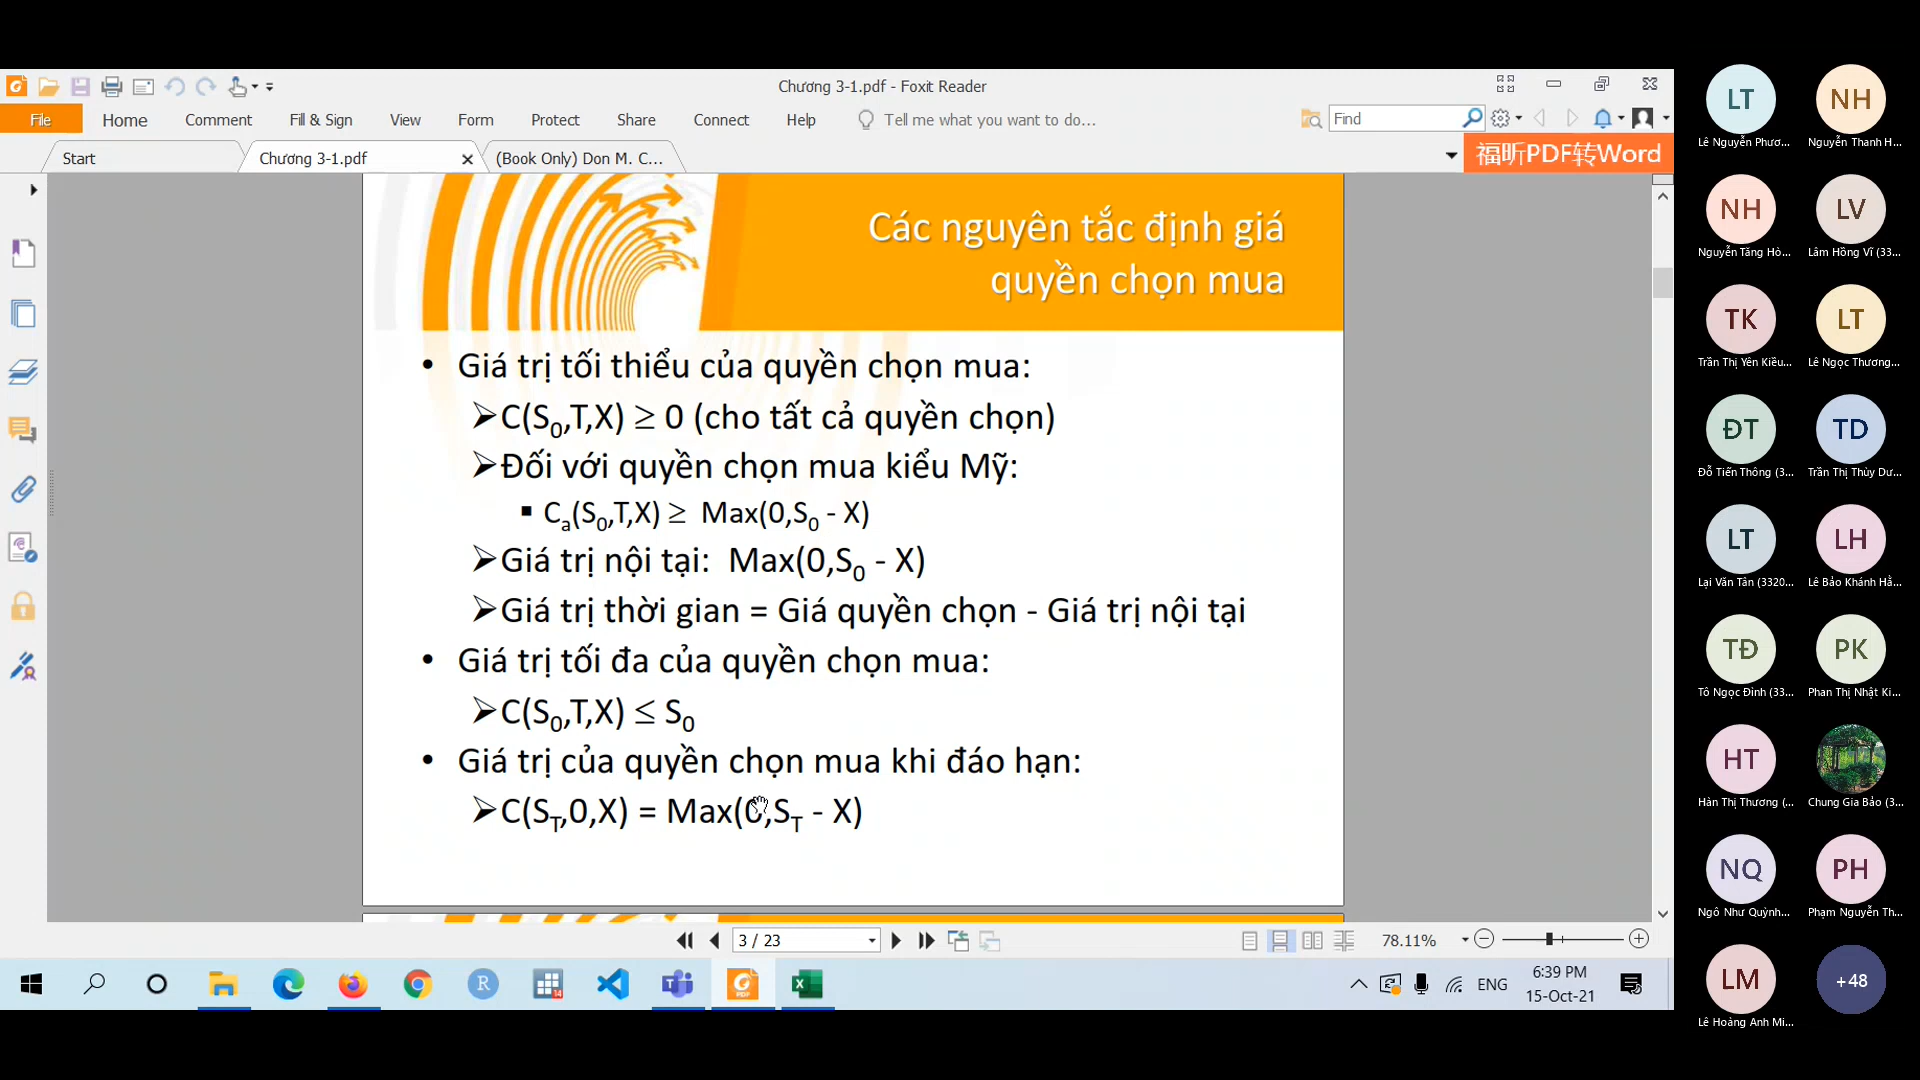 Chương 3-1.pdf - Foxit Reader
File Home Comment Fill & Sign View Form Protect Share Connect Help Tell me what you want to do... Find
Start Chương 3-1.pdf (Book Only) Don M. C... 福昕PDF转Word
Các nguyên tắc định giá
quyền chọn mua
• Giá trị tối thiểu của quyền chọn mua:
➢C(S0,T,X) ≥ 0 (cho tất cả quyền chọn)
➢Đối với quyền chọn mua kiểu Mỹ:
▪ Ca(S0,T,X) ≥ Max(0,S0 - X)
➢Giá trị nội tại: Max(0,S0 - X)
➢Giá trị thời gian = Giá quyền chọn - Giá trị nội tại
• Giá trị tối đa của quyền chọn mua:
➢C(S0,T,X) ≤ S0
• Giá trị của quyền chọn mua khi đáo hạn:
➢C(ST,0,X) = Max(0,ST - X)
3 / 23 78.11%
ENG 6:39 PM
15-Oct-21
LT NH
Lê Nguyễn Phươ... Nguyễn Thanh H...
NH LV
Nguyễn Tăng Hò... Lâm Hồng Vĩ (33...
TK LT
Trần Thị Yên Kiều... Lê Ngọc Thương...
ĐT TD
Đỗ Tiến Thông (3... Trần Thị Thùy Dư...
LT LH
Lại Văn Tân (3320... Lê Bảo Khánh Hằ...
TĐ PK
Tô Ngọc Đình (33... Phan Thị Nhật Ki...
HT
Hàn Thị Thương (... Chung Gia Bảo (3...
NQ PH
Ngô Như Quỳnh... Phạm Nguyễn Th...
LM +48
Lê Hoàng Anh Mi...